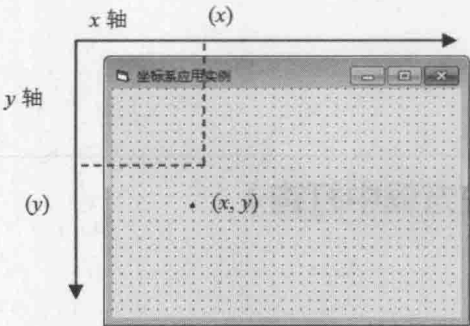 x 轴
(x)
坐标系应用实例
y 轴
(y)
(x, y)